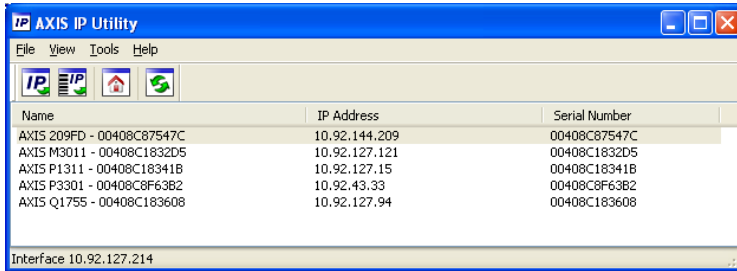 IP AXIS IP Utility
File View Tools Help
IP IP
Name IP Address Serial Number
AXIS 209FD - 00408C87547C 10.92.144.209 00408C87547C
AXIS M3011 - 00408C1832D5 10.92.127.121 00408C1832D5
AXIS P1311 - 00408C18341B 10.92.127.15 00408C18341B
AXIS P3301 - 00408C8F63B2 10.92.43.33 00408C8F63B2
AXIS Q1755 - 00408C183608 10.92.127.94 00408C183608
Interface 10.92.127.214